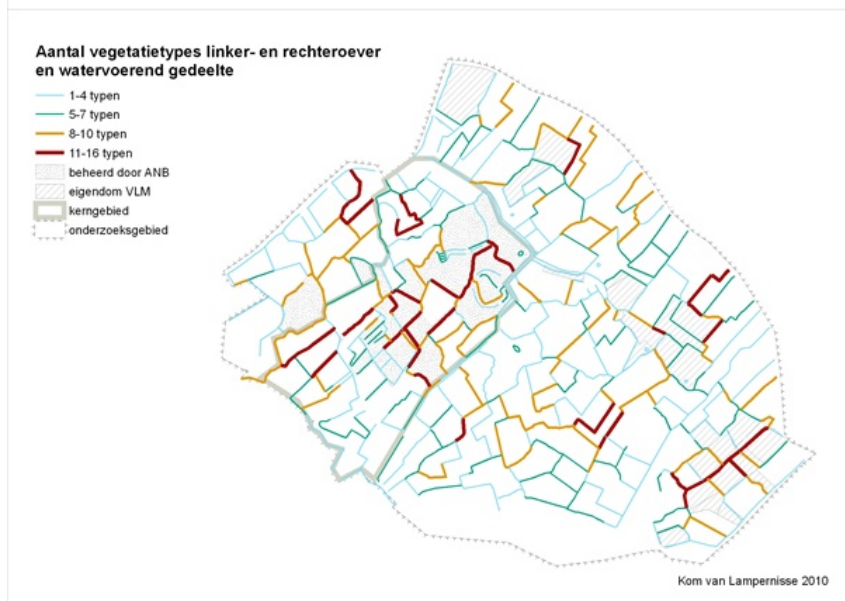 Aantal vegetatietypes linker- en rechteroever
en watervoerend gedeelte
1-4 typen
5-7 typen
8-10 typen
11-16 typen
beheerd door ANB
eigendom VLM
kerngebied
onderzoeksgebied
Kom van Lampernisse 2010